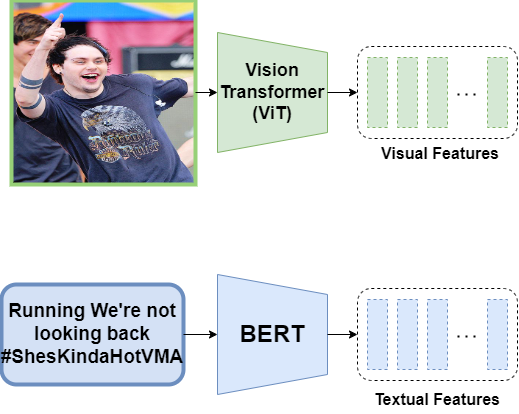 Vision
Transformer
(ViT)
...
Visual Features
Running We're not
looking back
#ShesKindaHotVMA
BERT
...
Textual Features